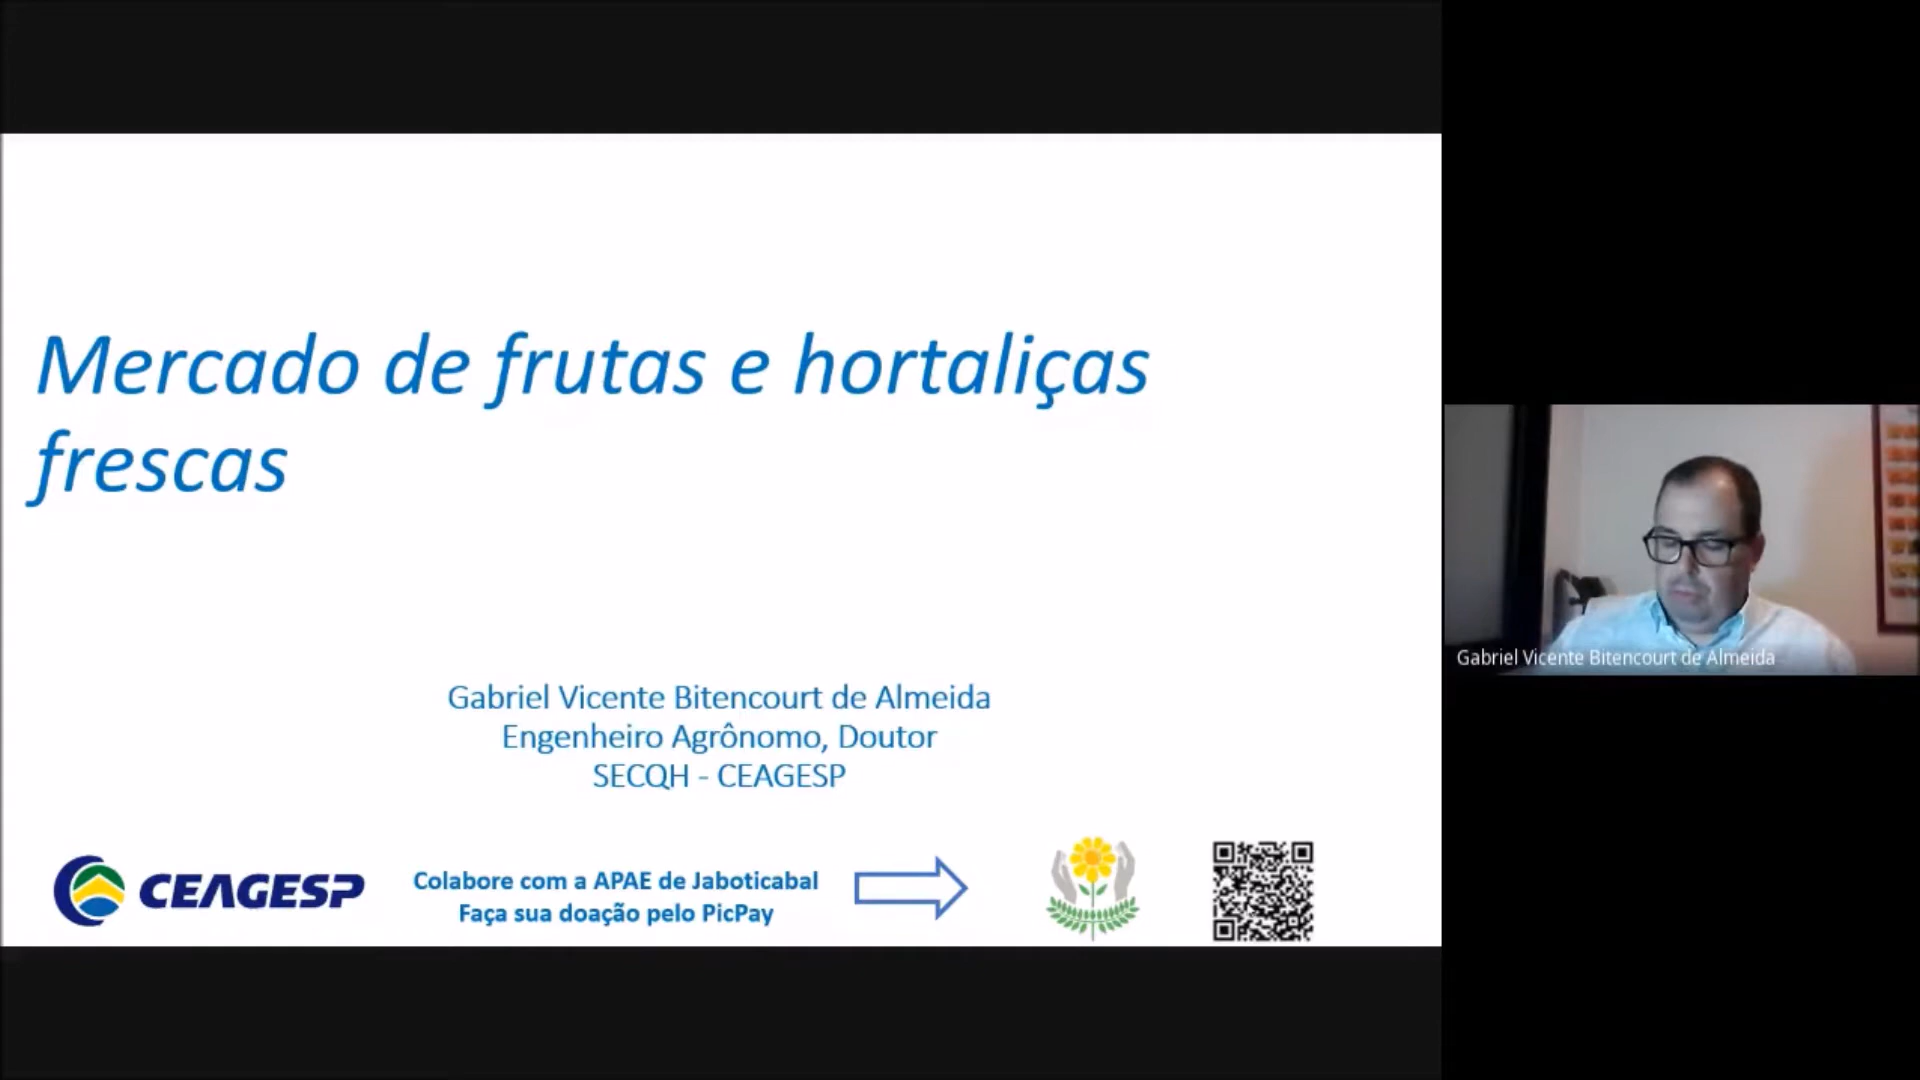 Mercado de frutas e hortaliças
frescas
Gabriel Vicente Bitencourt de Almeida
Engenheiro Agrônomo, Doutor
SECQH - CEAGESP
CEAGESP
Colabore com a APAE de Jaboticabal
Faça sua doação pelo PicPay
Gabriel Vicente Bitencourt de Almeida